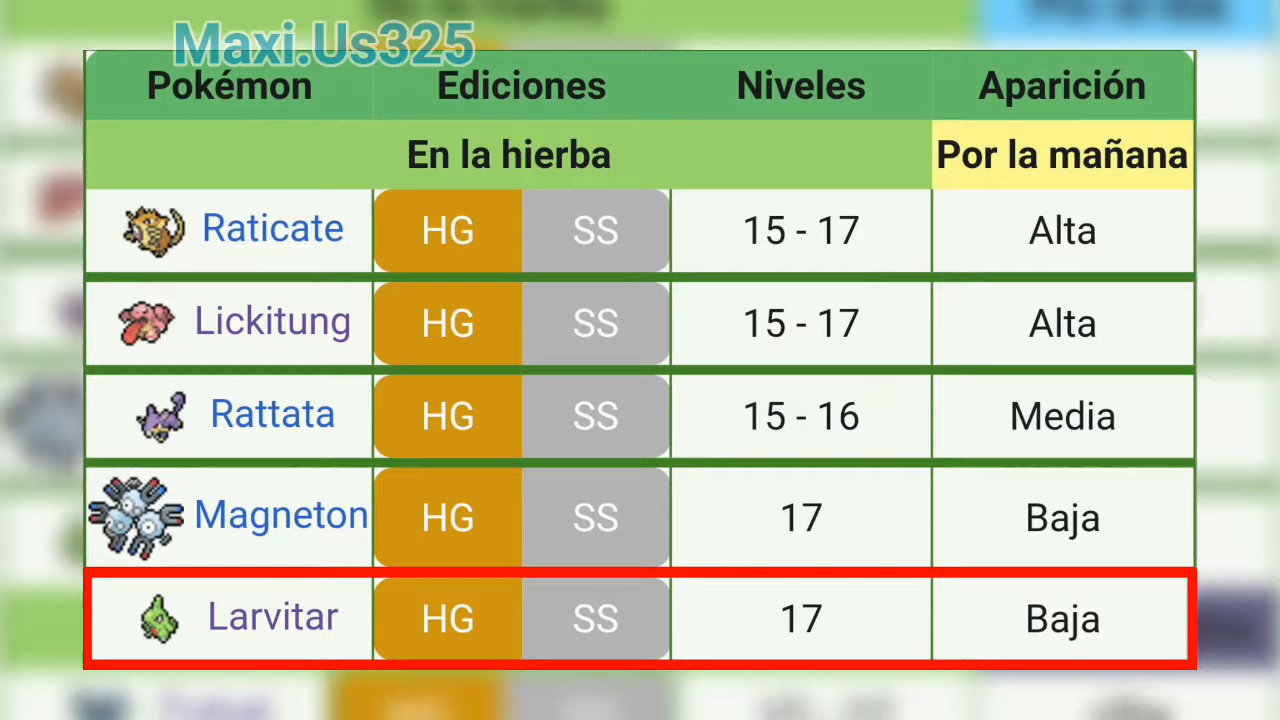 Maxi.Us325
Pokémon Ediciones Niveles Aparición
En la hierba Por la mañana
Raticate HG SS 15 - 17 Alta
Lickitung HG SS 15 - 17 Alta
Rattata HG SS 15 - 16 Media
Magneton HG SS 17 Baja
Larvitar HG SS 17 Baja